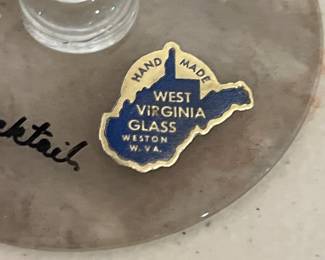 HAND MADE
WEST
VIRGINIA
GLASS
WESTON
W. VA.